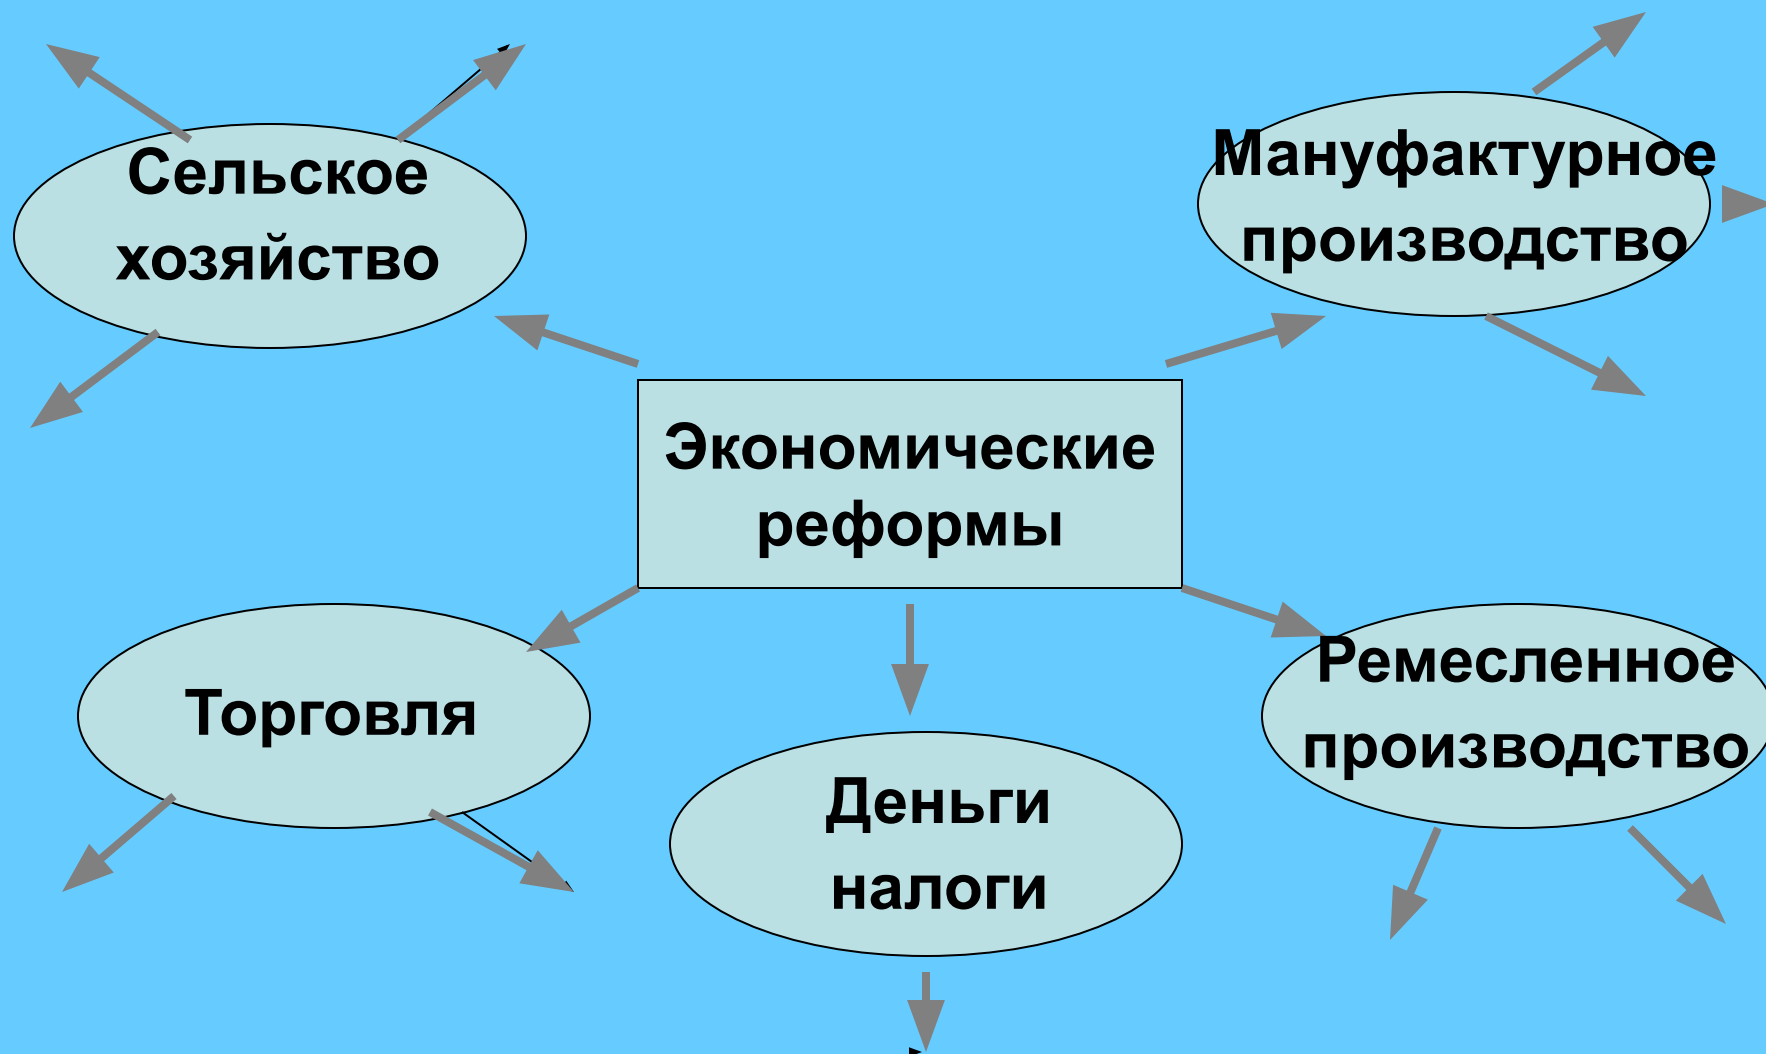 Сельское
хозяйство
Мануфактурное
производство
Экономические
реформы
Торговля
Деньги
налоги
Ремесленное
производство